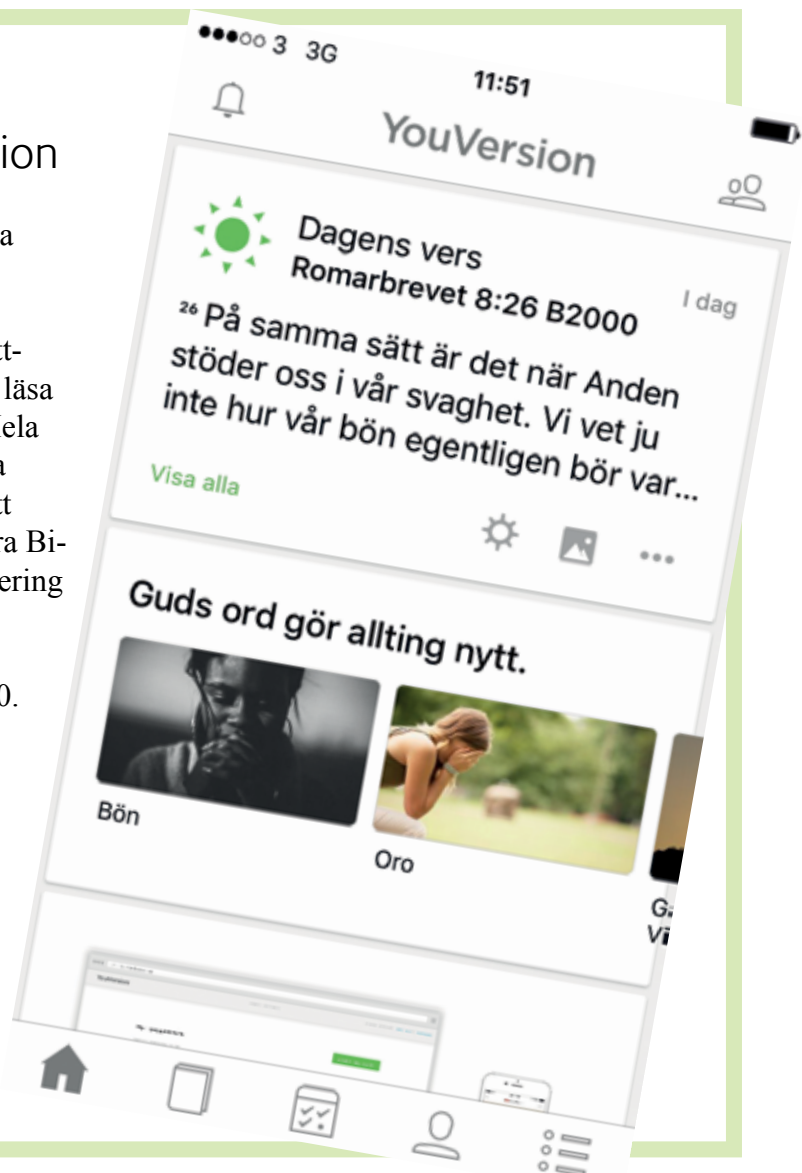 ion
a
tt-
läsa
ela
a
tt
ra Bi-
ering
0.
3 3G
11:51
YouVersion
Dagens vers
I dag
Romarbrevet 8:26 B2000
26 På samma sätt är det när Anden
stöder oss i vår svaghet. Vi vet ju
inte hur vår bön egentligen bör var...
Visa alla
Guds ord gör allting nytt.
Bön
Oro